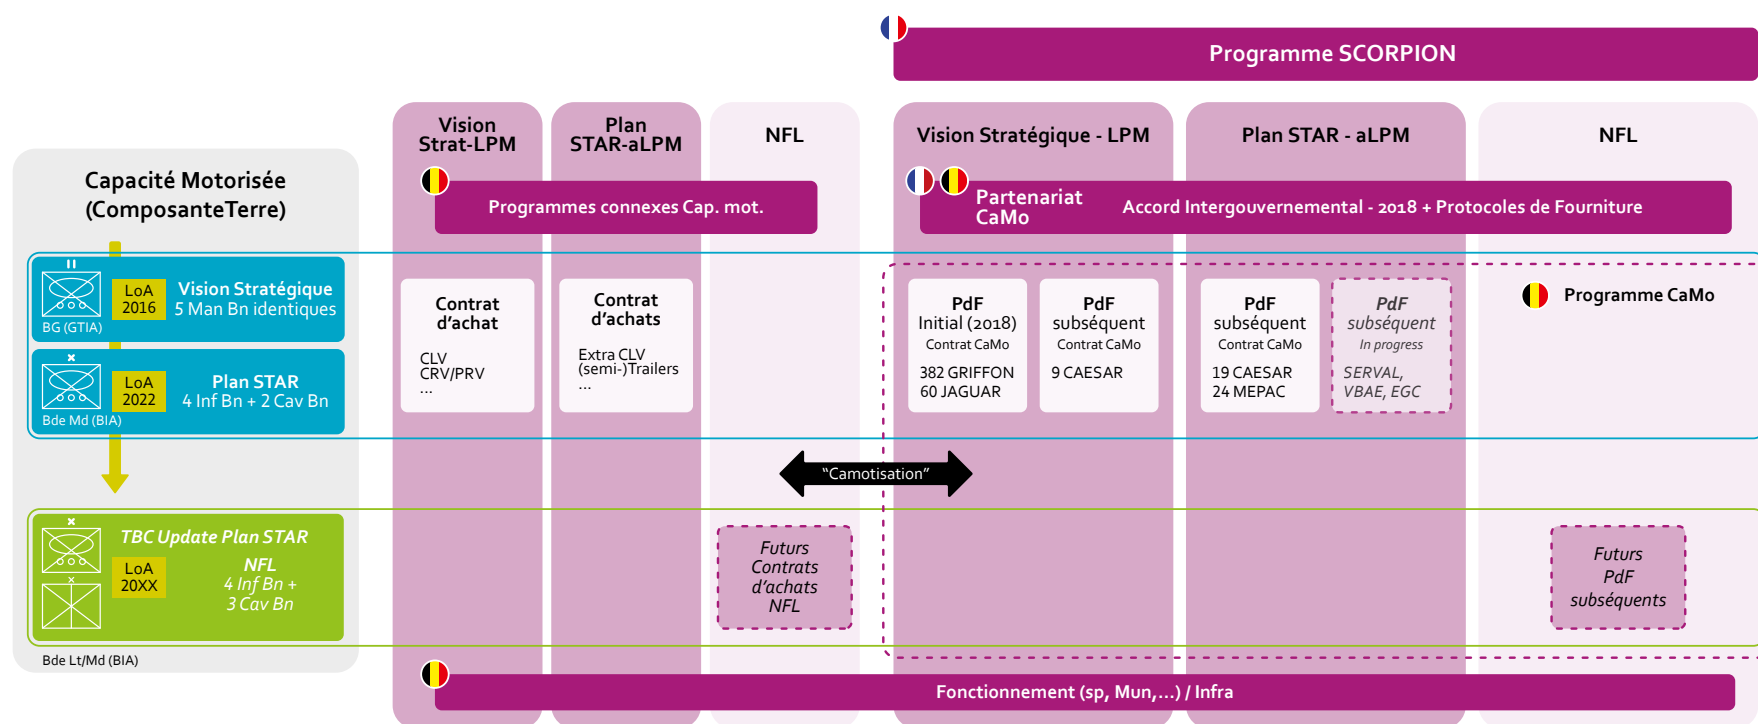 Programme SCORPION
Vision
Strat-LPM
Plan
STAR-aLPM
NFL
Vision Stratégique - LPM
Plan STAR - aLPM
NFL
Capacité Motorisée
(ComposanteTerre)
Programmes connexes Cap. mot.
Partenariat
CaMo
Accord Intergouvernemental - 2018 + Protocoles de Fourniture
BG (GTIA)
LoA
2016
Vision Stratégique
5 Man Bn identiques
Bde Md (BIA)
LoA
2022
Plan STAR
4 Inf Bn + 2 Cav Bn
Contrat
d'achat
CLV
CRV/PRV
...
Contrat
d'achats
Extra CLV
(semi-)Trailers
...
PdF
Initial (2018)
Contrat CaMo
382 GRIFFON
60 JAGUAR
PdF
subséquent
Contrat CaMo
9 CAESAR
PdF
subséquent
Contrat CaMo
19 CAESAR
24 MEPAC
PdF
subséquent
In progress
SERVAL,
VBAE, EGC
Programme CaMo
“Camotisation”
TBC Update Plan STAR
LoA
20XX
NFL
4 Inf Bn +
3 Cav Bn
Bde Lt/Md (BIA)
Futurs
Contrats
d'achats
NFL
Futurs
PdF
subséquents
Fonctionnement (sp, Mun,...) / Infra